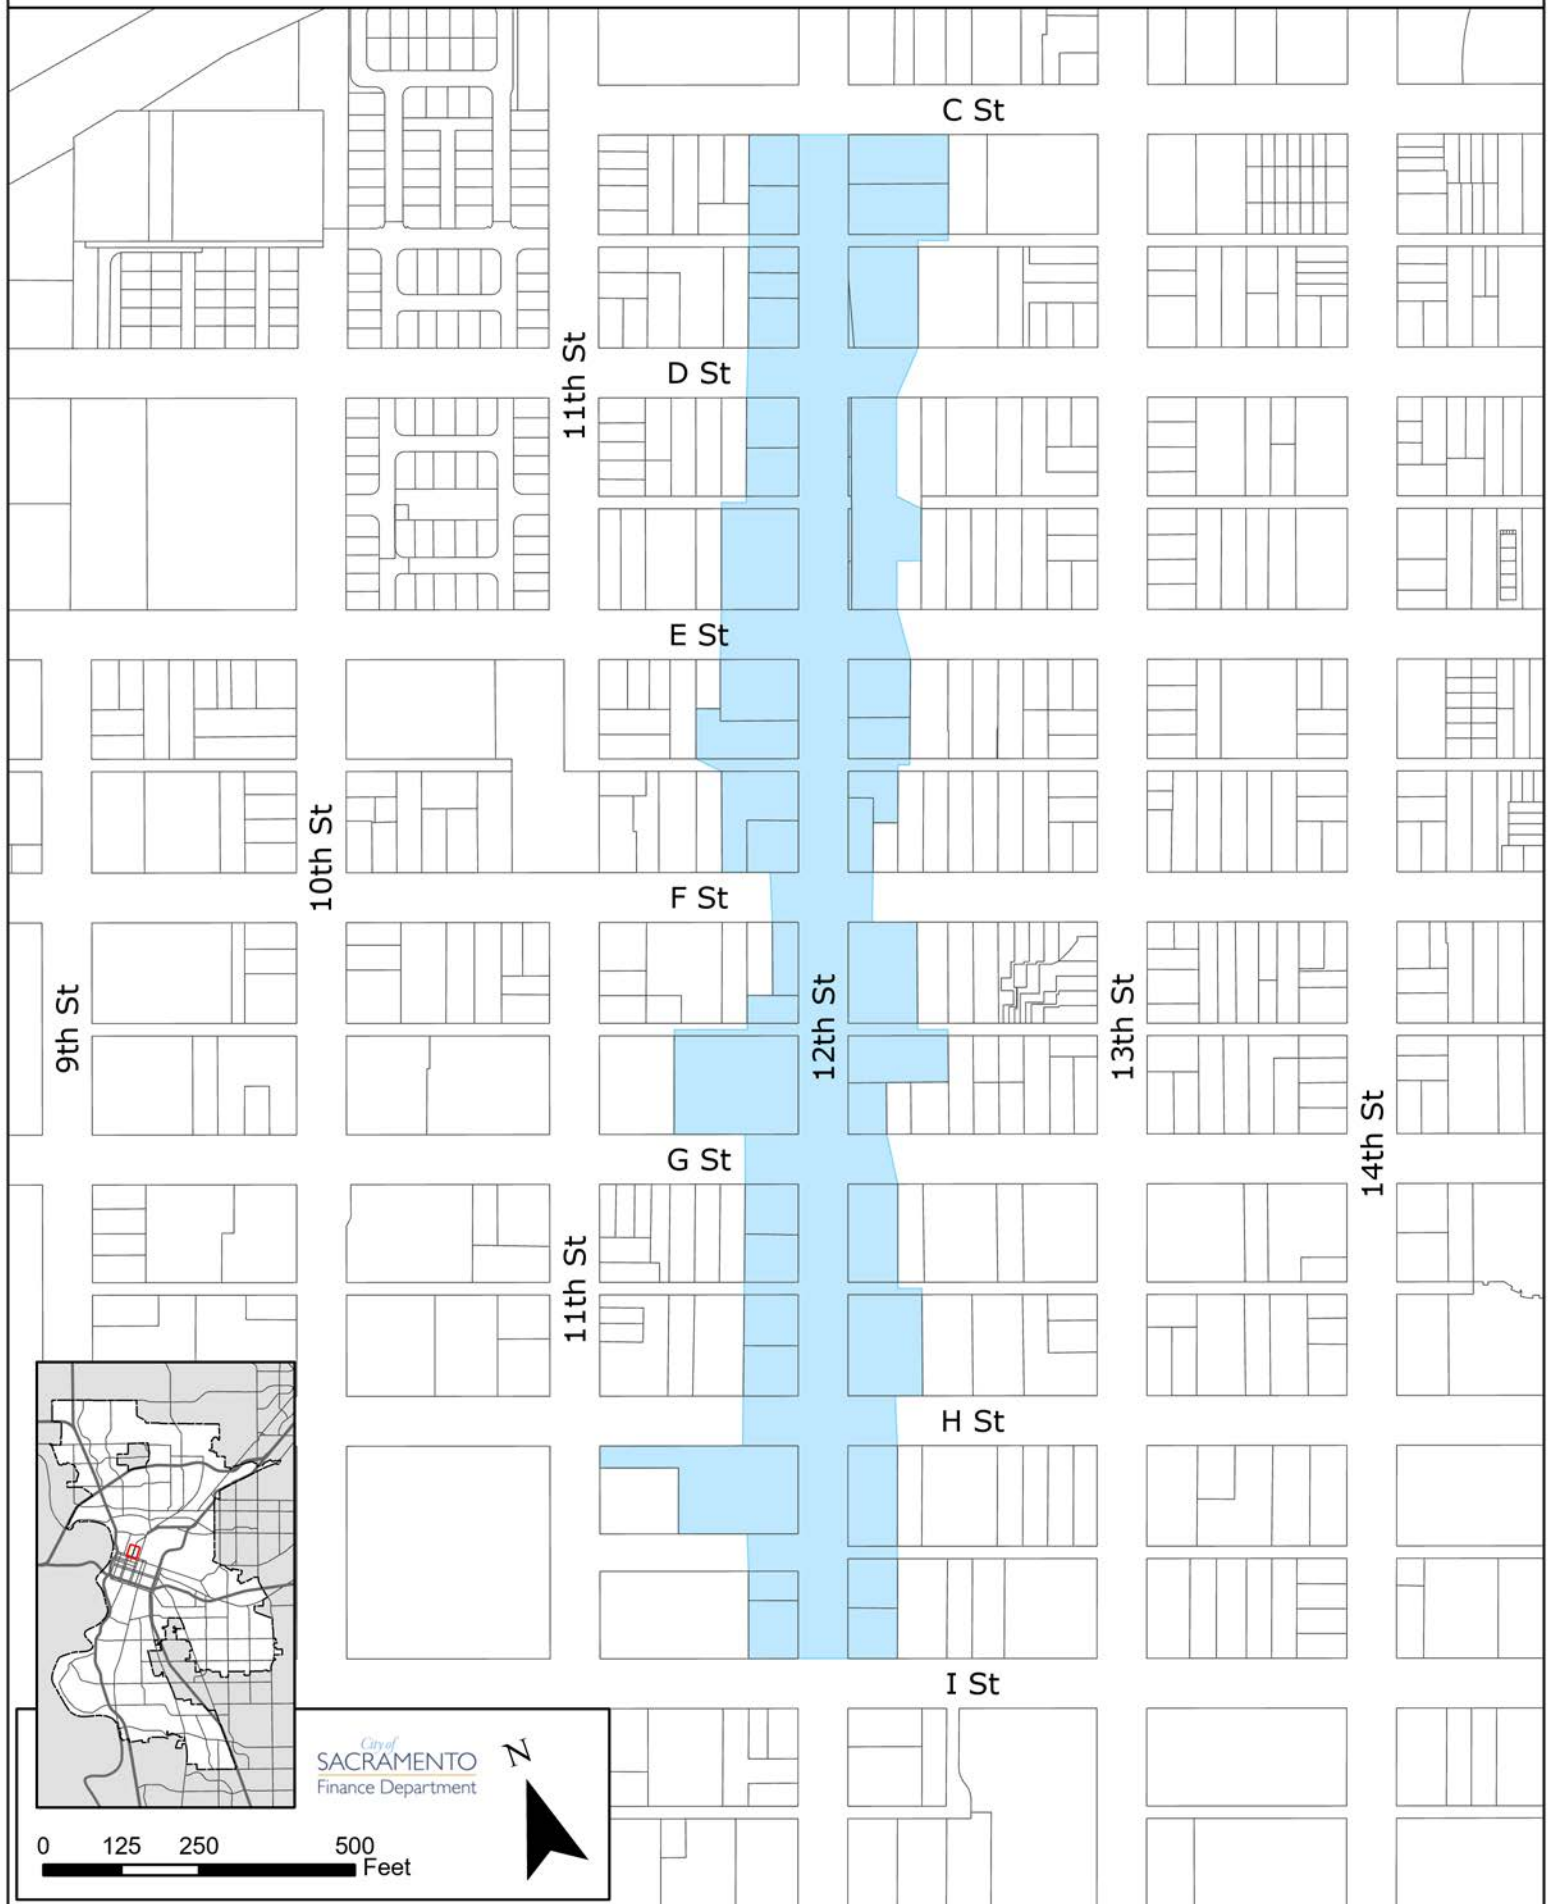 C St
11th St
D St
E St
10th St
F St
9th St
12th St
13th St
14th St
G St
11th St
H St
I St
City of
SACRAMENTO
Finance Department
N
0 125 250 500
Feet